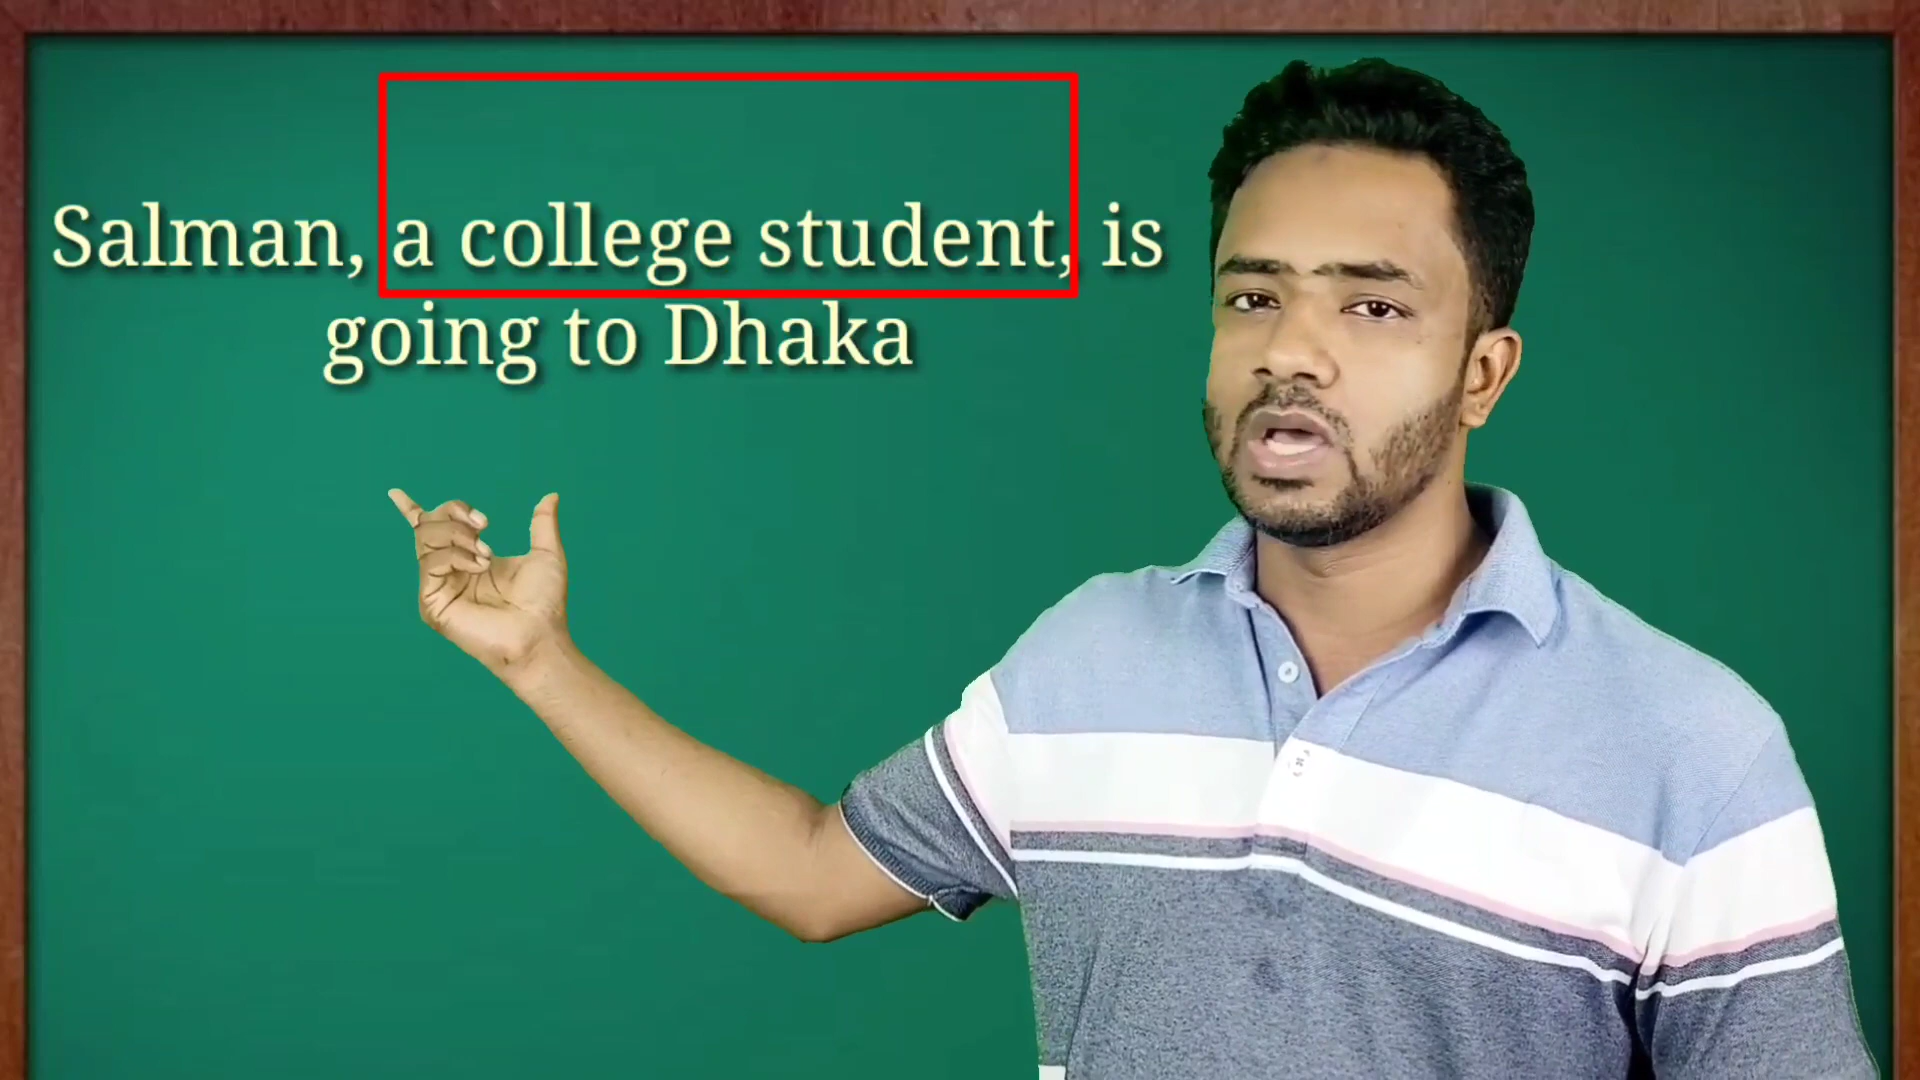 Salman, a college student, is
going to Dhaka